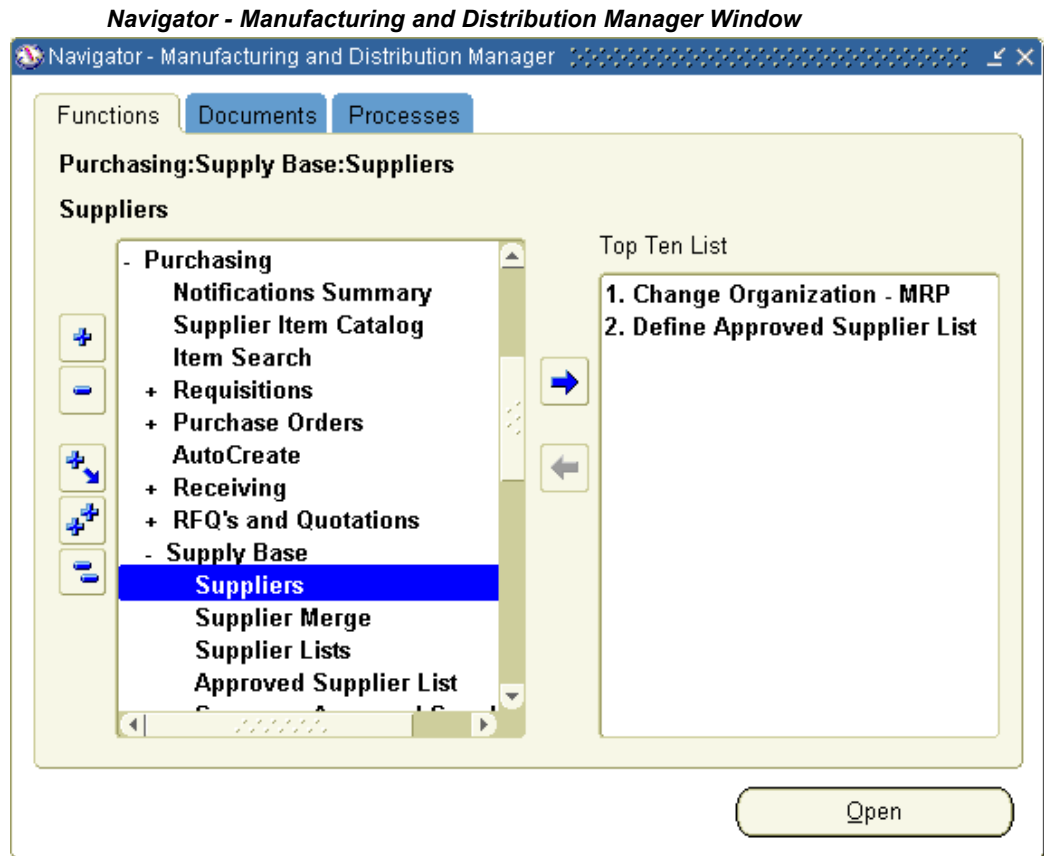 Navigator - Manufacturing and Distribution Manager Window
Navigator - Manufacturing and Distribution Manager
Functions Documents Processes
Purchasing:Supply Base:Suppliers
Suppliers
Top Ten List
- Purchasing
Notifications Summary
Supplier Item Catalog
Item Search
+ Requisitions
+ Purchase Orders
AutoCreate
+ Receiving
+ RFQ's and Quotations
- Supply Base
Suppliers
Supplier Merge
Supplier Lists
Approved Supplier List
1. Change Organization - MRP
2. Define Approved Supplier List
Open